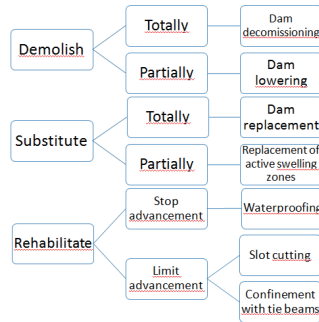 Demolish
Totally
Dam
decomissioning
Partially
Dam
lowering
Substitute
Totally
Dam
replacement
Partially
Replacement of
active swelling
zones
Rehabilitate
Stop
advancement
Waterproofing
Limit
advancement
Slot cutting
Confinement
with tie beams